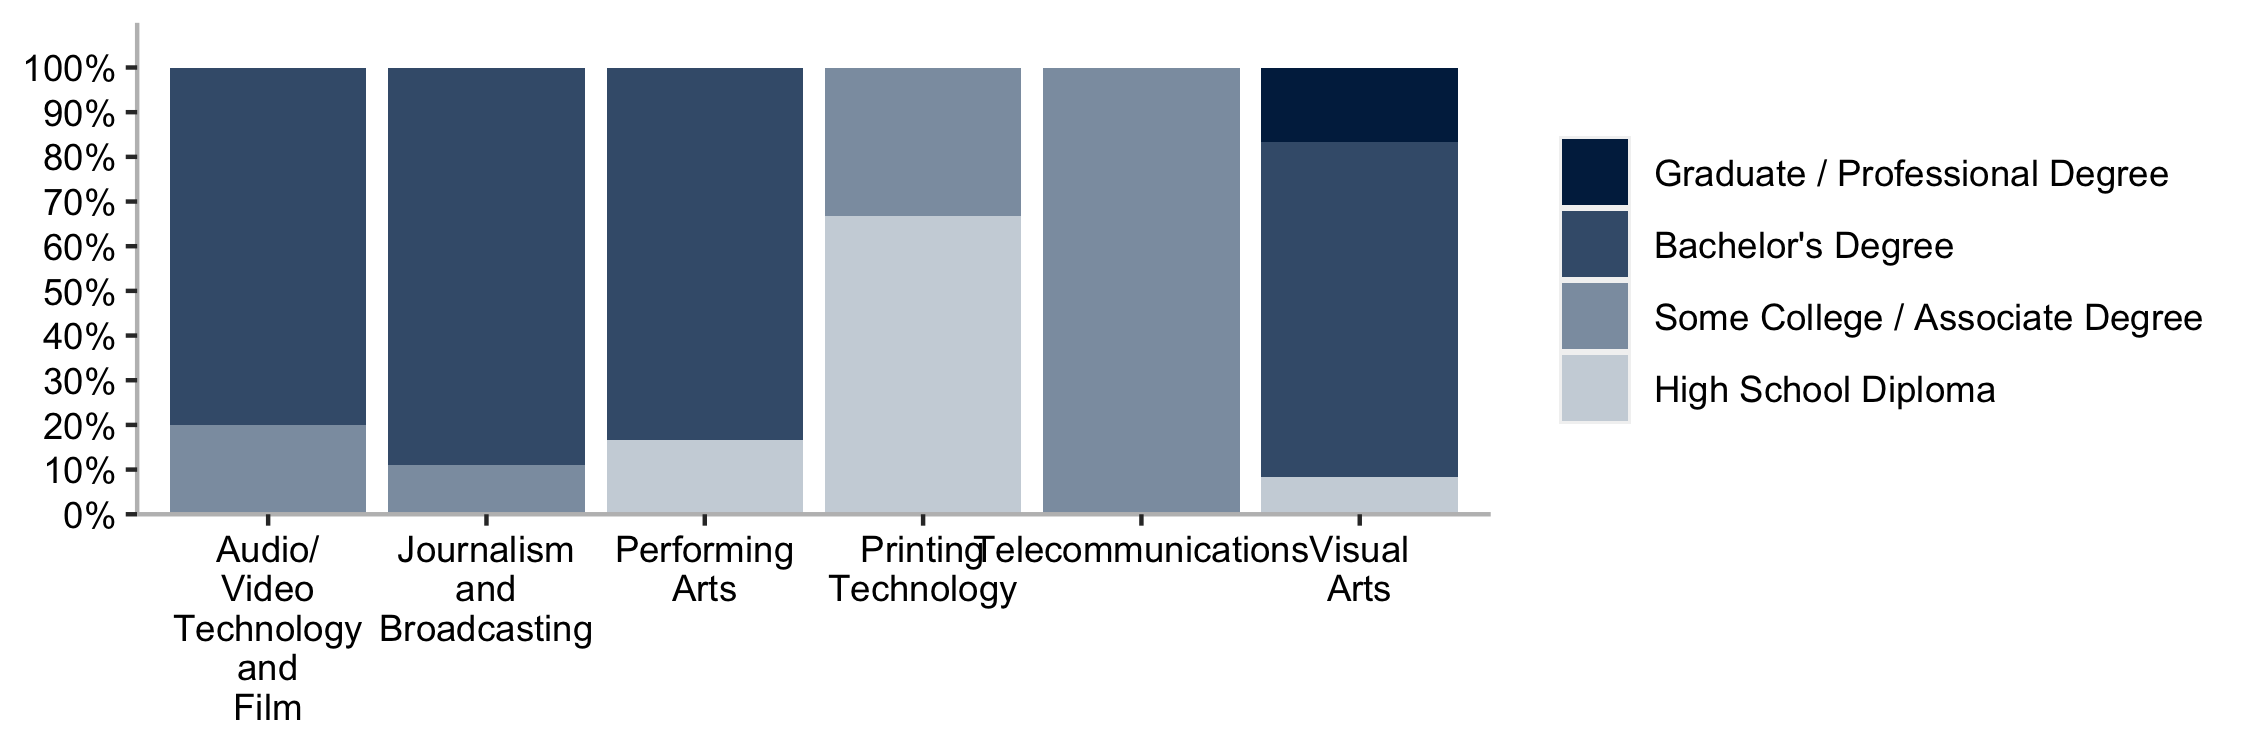 100%
90%
80%
70%
60%
50%
40%
30%
20%
10%
0%
Audio/
Video
Technology
and
Film
Journalism
and
Broadcasting
Performing
Arts
Printing
Technology
Telecommunications
Visual
Arts
Graduate / Professional Degree
Bachelor's Degree
Some College / Associate Degree
High School Diploma